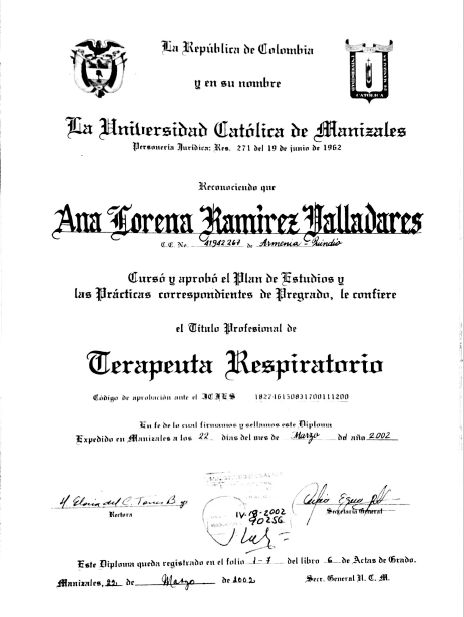 La República de Colombia
y en su nombre
La Universidad Católica de Manizales
Personería Jurídica: Res. 271 del 19 de junio de 1962
Reconociendo que
Ana Lorena Ramírez Valladares
C.C. No. 41942261 de Armenia - Quindío
Cursó y aprobó el Plan de Estudios y
las Prácticas correspondientes de Pregrado, le confiere
el Título Profesional de
Terapeuta Respiratorio
Código de aprobación ante el ICFES 182746150831700111200
En fe de lo cual firmamos y sellamos este Diploma
Expedido en Manizales a los 22 días del mes de Marzo del año 2002
IV-18-2002
90256
Rectora
Secretaria General
Este Diploma queda registrado en el folio 1-7 del libro 6 de Actas de Grado.
Manizales, 22 de Marzo de 2002 Secr. General U. C. M.